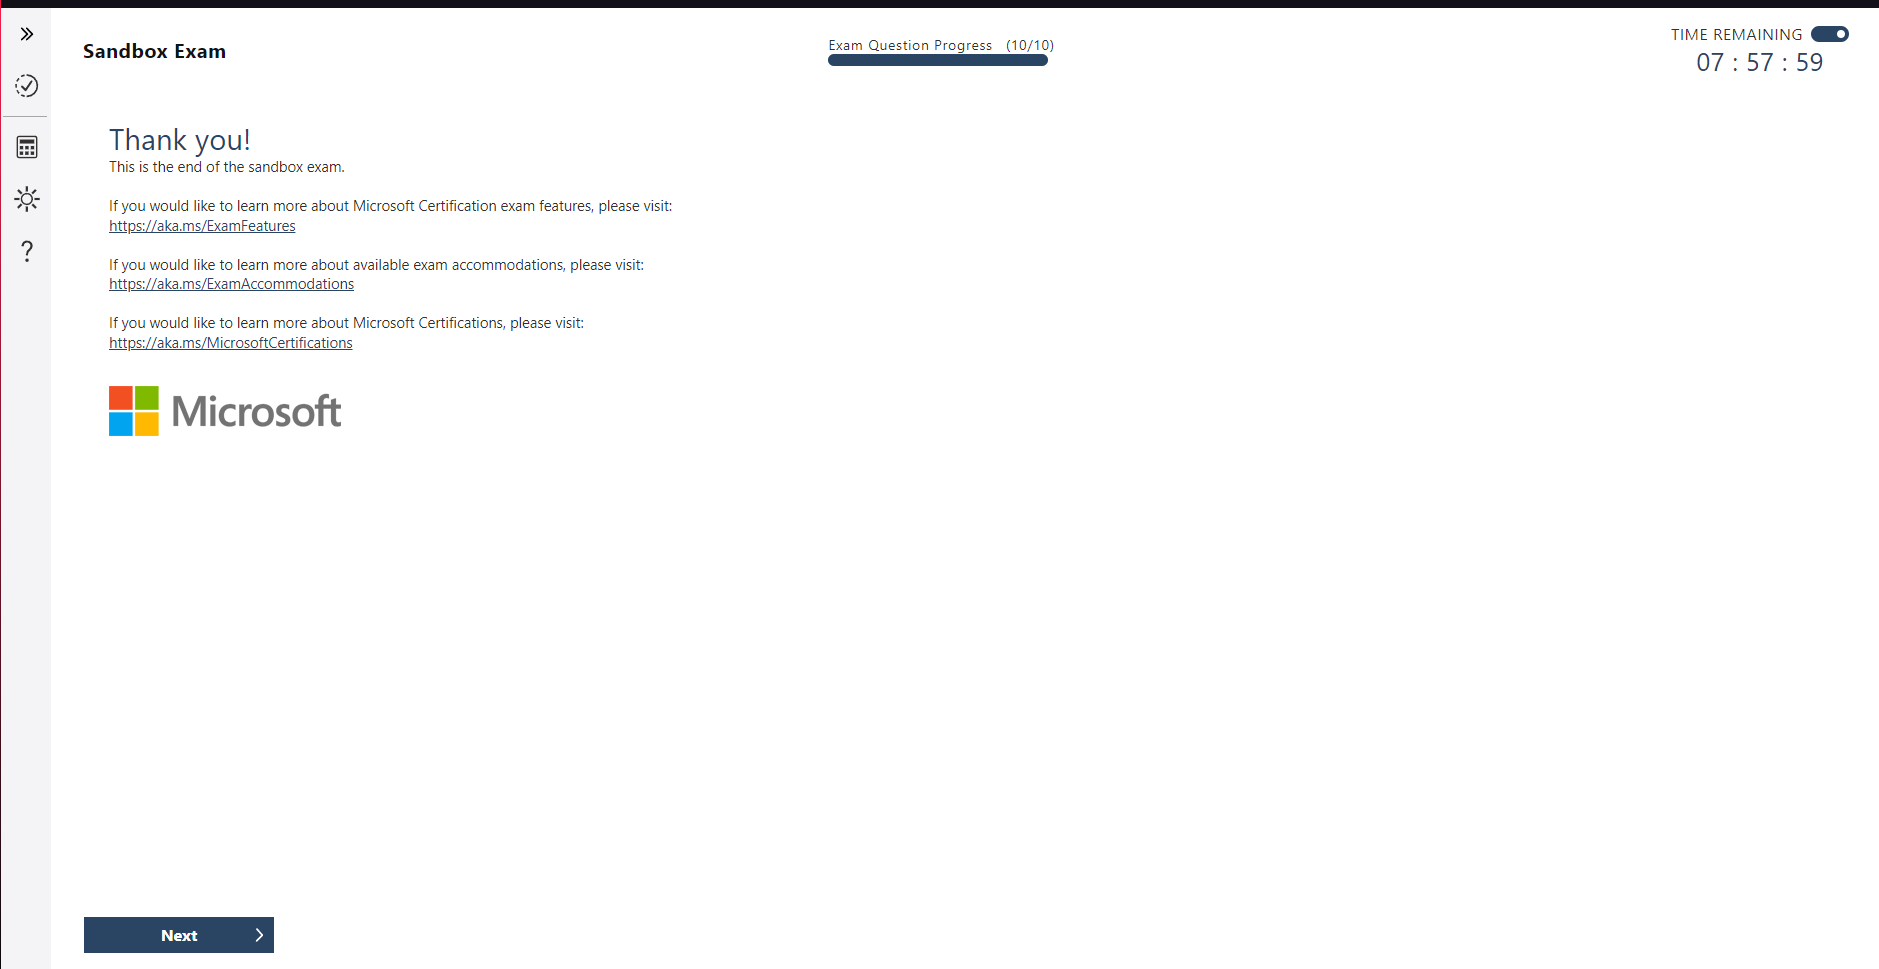 Sandbox Exam
Exam Question Progress (10/10)
TIME REMAINING
07 : 57 : 59
Thank you!
This is the end of the sandbox exam.
If you would like to learn more about Microsoft Certification exam features, please visit:
https://aka.ms/ExamFeatures
If you would like to learn more about available exam accommodations, please visit:
https://aka.ms/ExamAccommodations
If you would like to learn more about Microsoft Certifications, please visit:
https://aka.ms/MicrosoftCertifications
Microsoft
Next